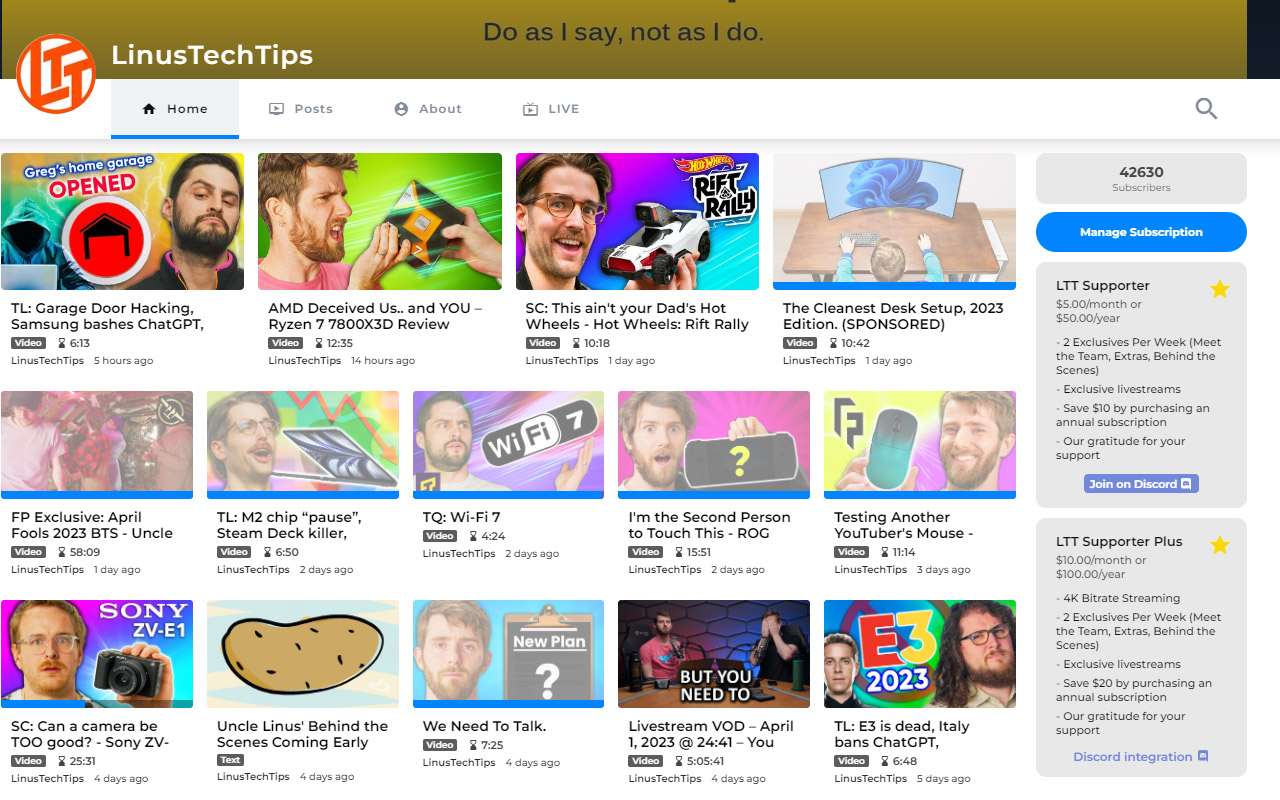 Do as I say, not as I do.
LTT
LinusTechTips
Home
Posts
About
LIVE
Greg's home garage
OPENED
TL: Garage Door Hacking,
Samsung bashes ChatGPT,
Video 6:13
LinusTechTips 5 hours ago
AMD Deceived Us.. and YOU –
Ryzen 7 7800X3D Review
Video 12:35
LinusTechTips 14 hours ago
HOT WHEELS
RIFT
RALLY
SC: This ain't your Dad's Hot
Wheels - Hot Wheels: Rift Rally
Video 10:18
LinusTechTips 1 day ago
The Cleanest Desk Setup, 2023
Edition. (SPONSORED)
Video 10:42
LinusTechTips 1 day ago
FP Exclusive: April
Fools 2023 BTS - Uncle
Video 58:09
LinusTechTips 1 day ago
TL: M2 chip “pause”,
Steam Deck killer,
Video 6:50
LinusTechTips 2 days ago
WiFi 7
TQ: Wi-Fi 7
Video 4:24
LinusTechTips 2 days ago
?
I'm the Second Person
to Touch This - ROG
Video 15:51
LinusTechTips 2 days ago
Testing Another
YouTuber's Mouse -
Video 11:14
LinusTechTips 3 days ago
SONY
ZV-E1
SC: Can a camera be
TOO good? - Sony ZV-
Video 25:31
LinusTechTips 4 days ago
Uncle Linus' Behind the
Scenes Coming Early
Text
LinusTechTips 4 days ago
New Plan
?
We Need To Talk.
Video 7:25
LinusTechTips 4 days ago
BUT YOU
NEED TO
Livestream VOD – April
1, 2023 @ 24:41 – You
Video 5:05:41
LinusTechTips 4 days ago
E3
2023
TL: E3 is dead, Italy
bans ChatGPT,
Video 6:48
LinusTechTips 5 days ago
42630
Subscribers
Manage Subscription
LTT Supporter
$5.00/month or
$50.00/year
- 2 Exclusives Per Week (Meet
the Team, Extras, Behind the
Scenes)
- Exclusive livestreams
- Save $10 by purchasing an
annual subscription
- Our gratitude for your
support
Join on Discord
LTT Supporter Plus
$10.00/month or
$100.00/year
- 4K Bitrate Streaming
- 2 Exclusives Per Week (Meet
the Team, Extras, Behind the
Scenes)
- Exclusive livestreams
- Save $20 by purchasing an
annual subscription
- Our gratitude for your
support
Discord integration